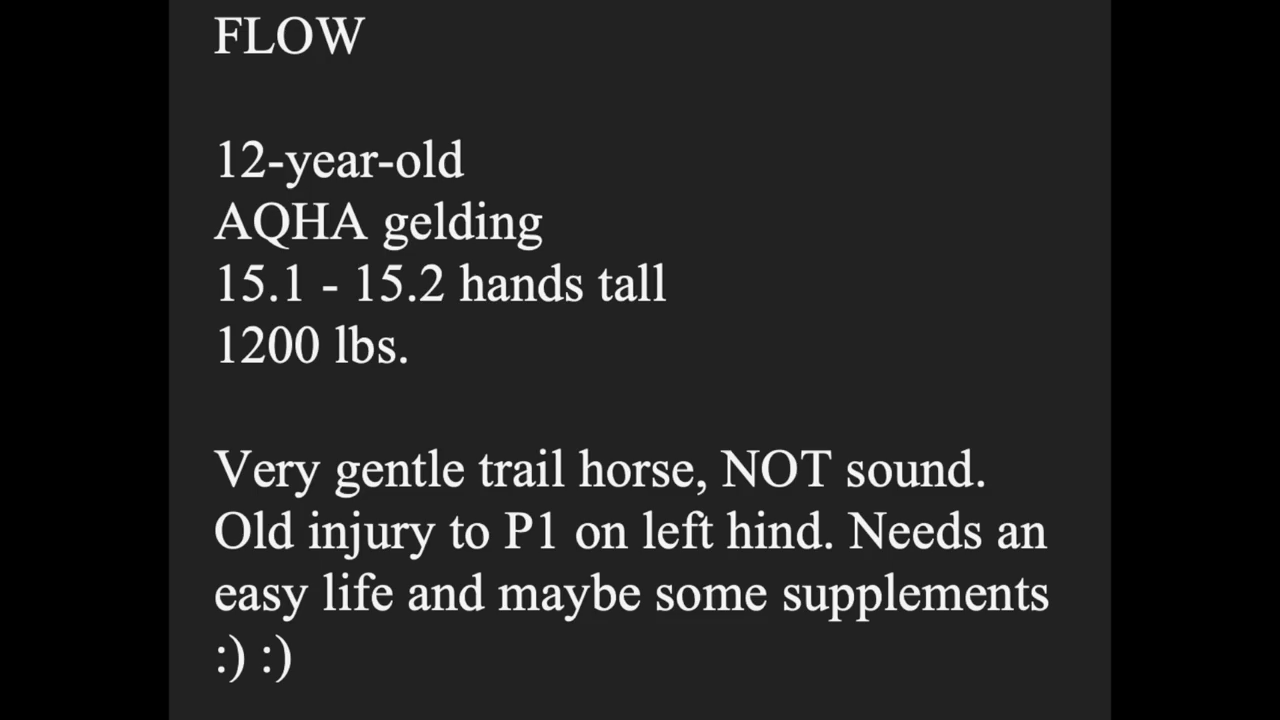 FLOW
12-year-old
AQHA gelding
15.1 - 15.2 hands tall
1200 lbs.
Very gentle trail horse, NOT sound.
Old injury to P1 on left hind. Needs an
easy life and maybe some supplements
:) :)